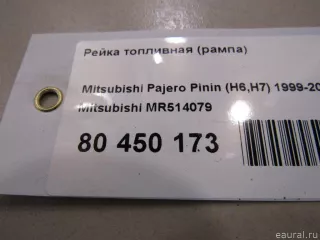 Рейка топливная (рампа)
Mitsubishi Pajero Pinin (H6,H7) 1999-20
Mitsubishi MR514079
80 450 173
eaural.ru